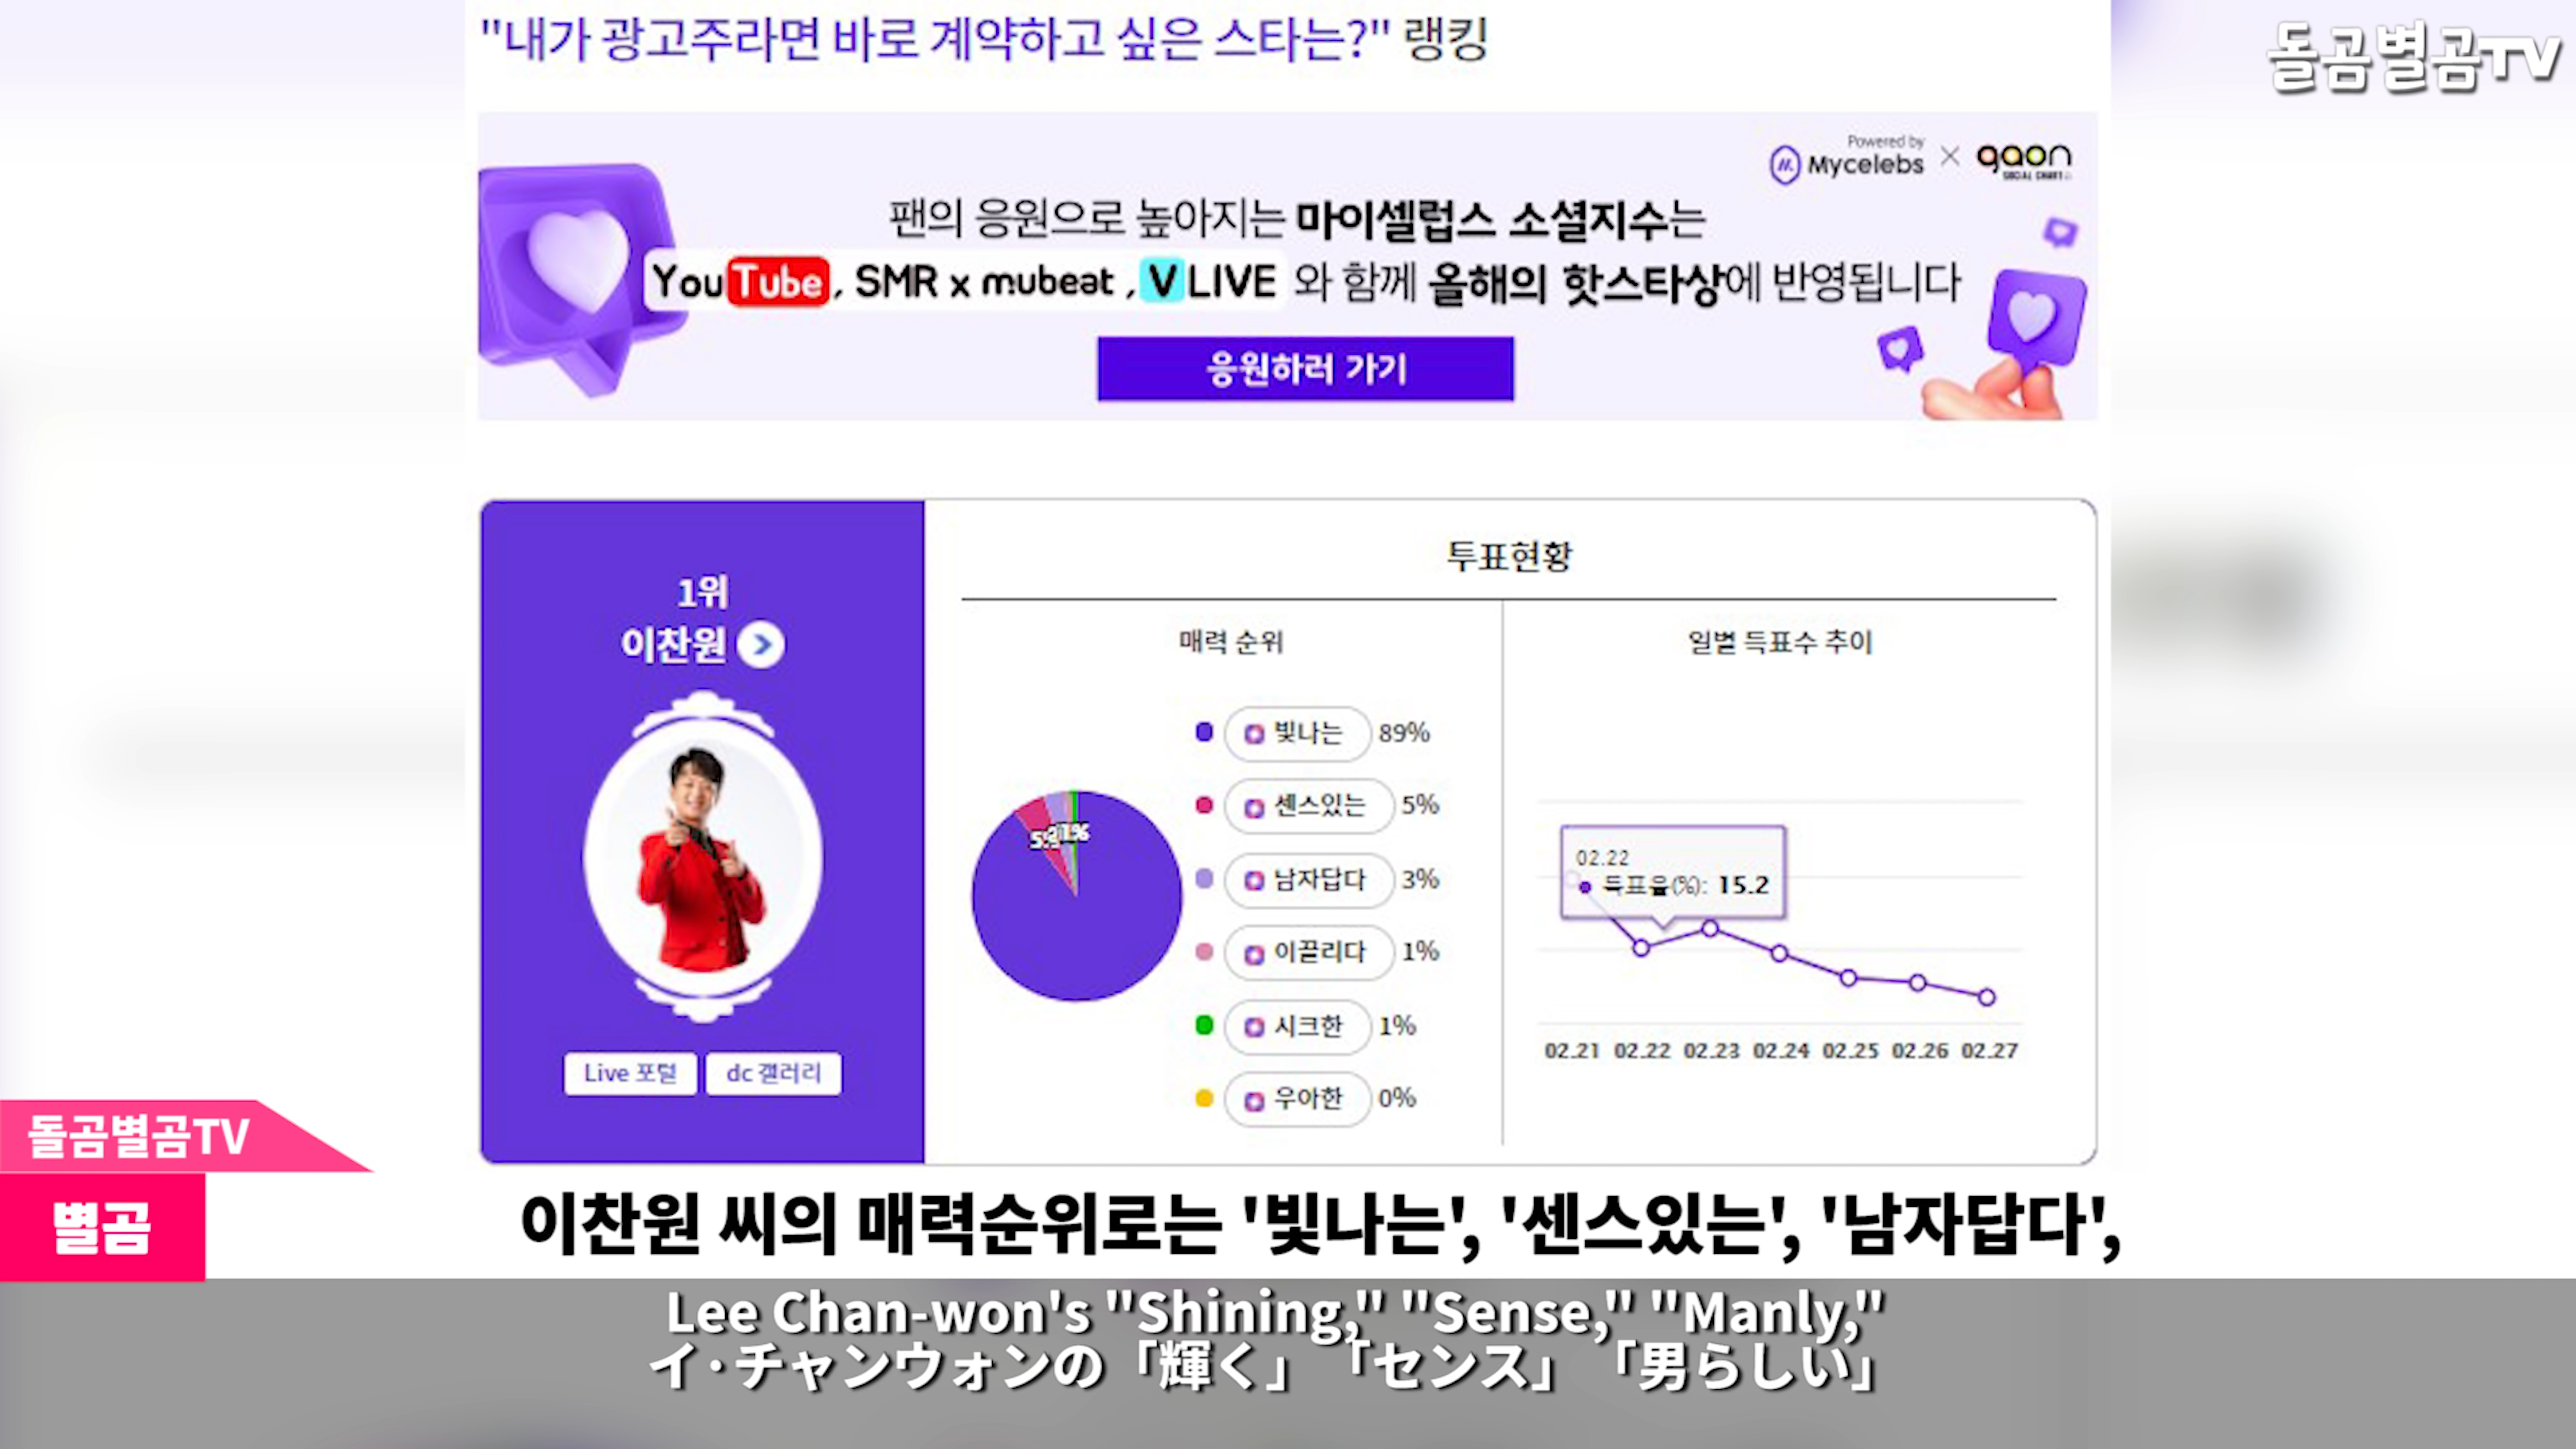 "내가 광고주라면 바로 계약하고 싶은 스타는?" 랭킹
돌곰별곰TV
Powered by
Mycelebs × gaon
SOCIAL CHART
팬의 응원으로 높아지는 마이셀럽스 소셜지수는
YouTube, SMR x mubeat, V LIVE 와 함께 올해의 핫스타상에 반영됩니다
응원하러 가기
1위
이찬원
Live 포털
dc 갤러리
투표현황
매력 순위
빛나는 89%
센스있는 5%
남자답다 3%
이끌리다 1%
시크한 1%
우아한 0%
5%
1%
일별 득표수 추이
02.22
득표율(%): 15.2
02.21 02.22 02.23 02.24 02.25 02.26 02.27
돌곰별곰TV
별곰
이찬원 씨의 매력순위로는 '빛나는', '센스있는', '남자답다',
Lee Chan-won's "Shining," "Sense," "Manly,"
イ·チャンウォンの「輝く」「センス」「男らしい」